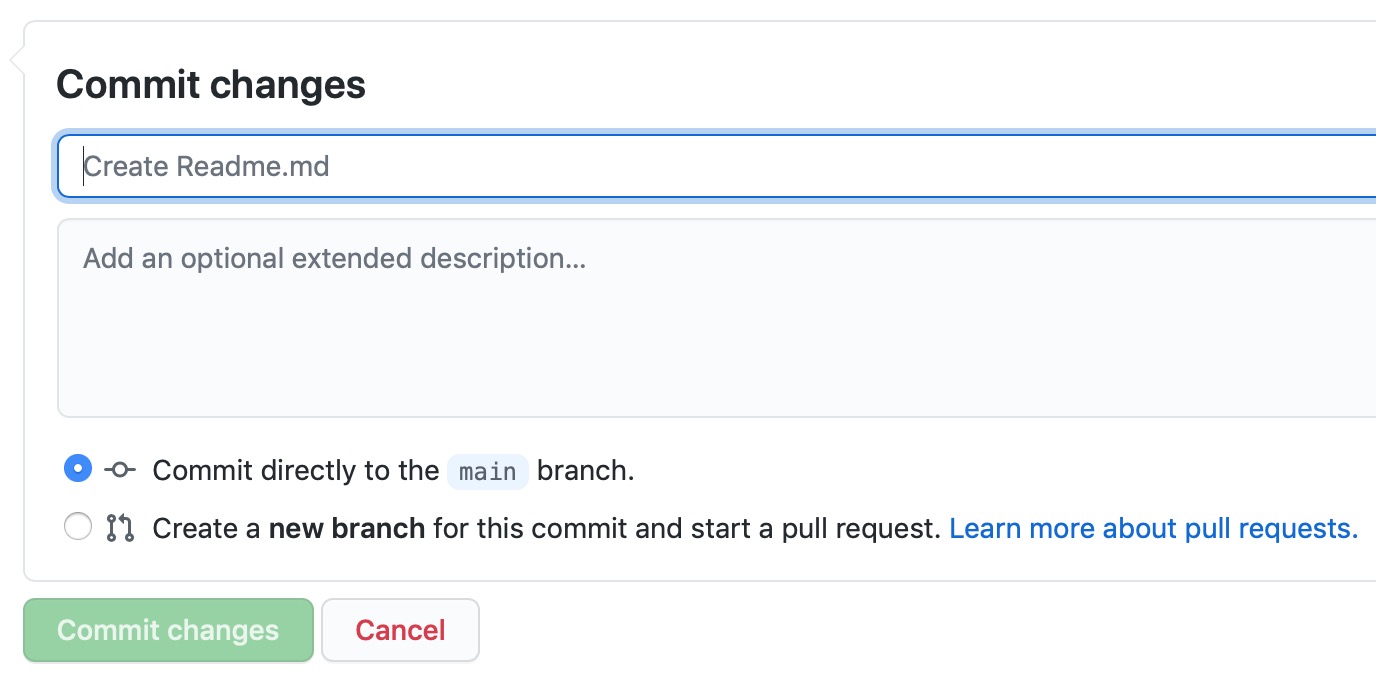 Commit changes
Create Readme.md
Add an optional extended description...
Commit directly to the main branch.
Create a new branch for this commit and start a pull request. Learn more about pull requests.
Commit changes Cancel